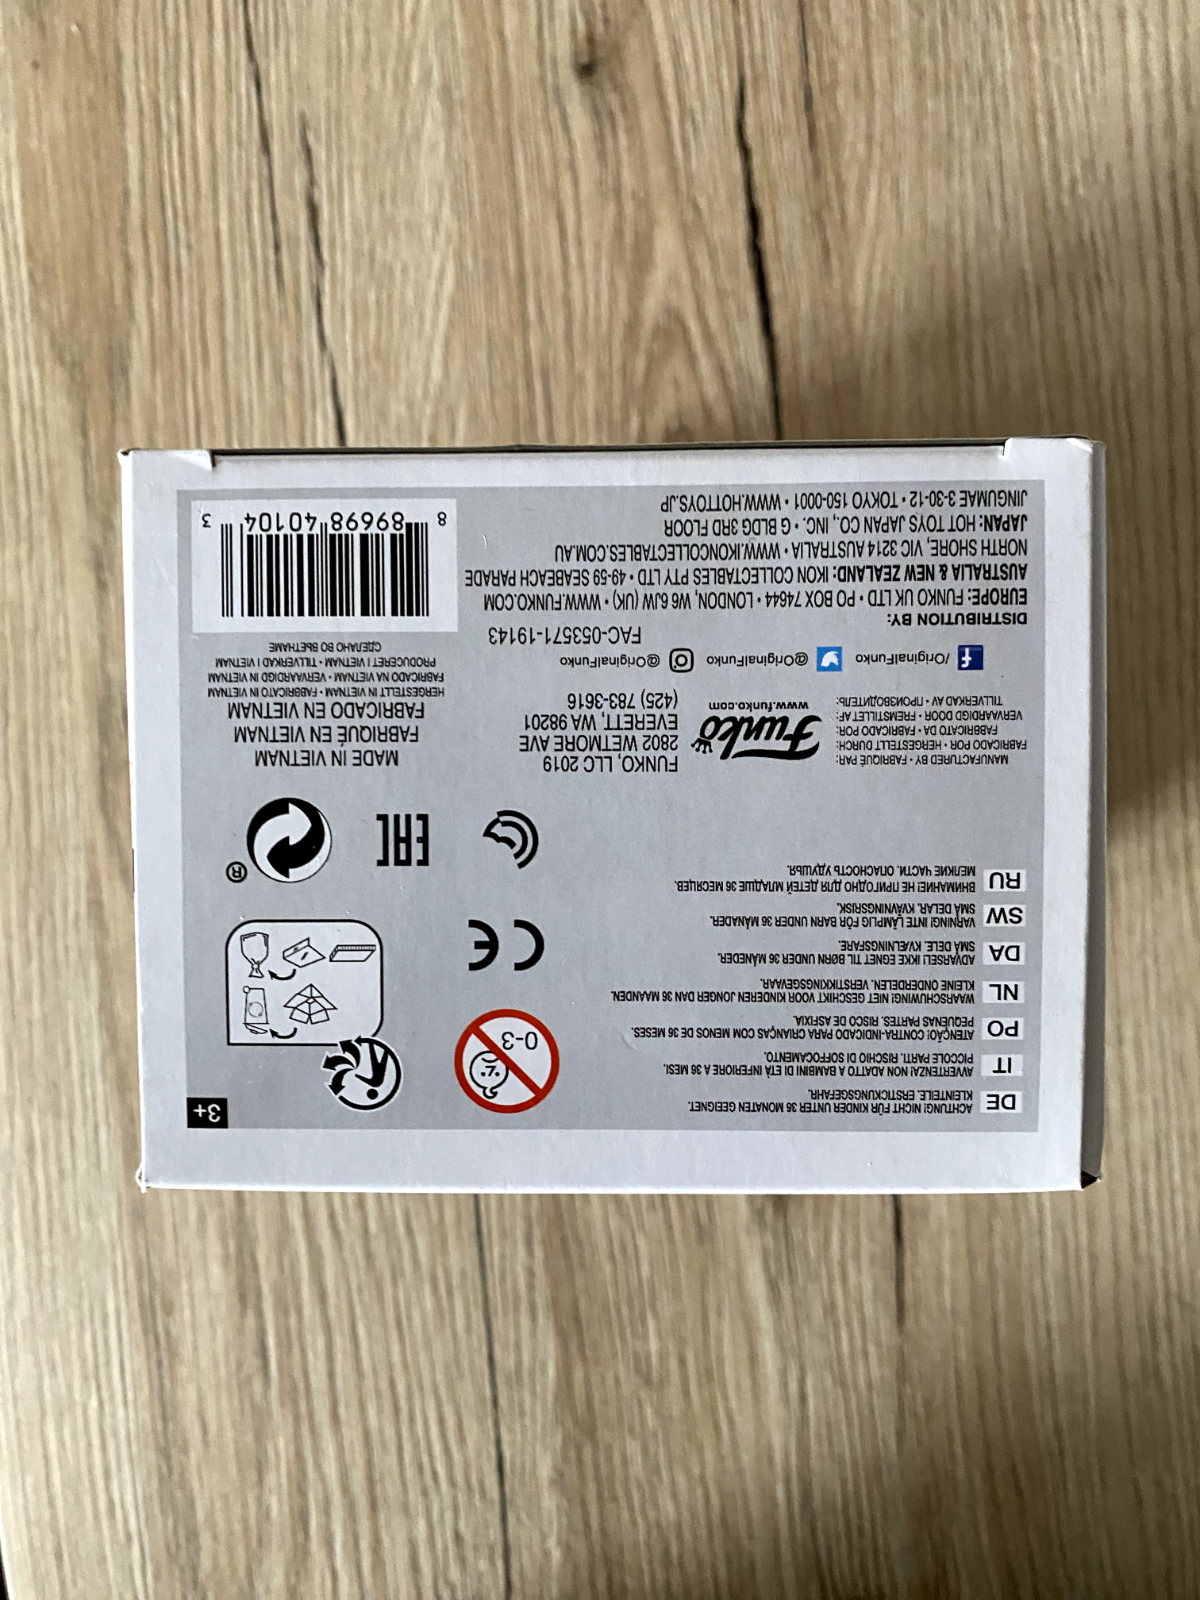 3+
DE
ACHTUNG! NICHT FÜR KINDER UNTER 36 MONATEN GEEIGNET.
KLEINTEILE. ERSTICKUNGSGEFAHR.
IT
AVVERTENZA! NON ADATTO A BAMBINI DI ETÀ INFERIORE A 36 MESI.
PICCOLE PARTI. RISCHIO DI SOFFOCAMENTO.
PO
ATENÇÃO! CONTRA-INDICADO PARA CRIANÇAS COM MENOS DE 36 MESES.
PEQUENAS PARTES. RISCO DE ASFIXIA.
NL
WAARSCHUWING! NIET GESCHIKT VOOR KINDEREN JONGER DAN 36 MAANDEN.
KLEINE ONDERDELEN. VERSTIKKINGSGEVAAR.
DA
ADVARSEL! IKKE EGNET TIL BØRN UNDER 36 MÅNEDER.
SMÅ DELE. KVÆLNINGSFARE.
SW
VARNING! INTE LÄMPLIG FÖR BARN UNDER 36 MÅNADER.
SMÅ DELAR. KVÄVNINGSRISK.
RU
ВНИМАНИЕ! НЕ ПРИГОДНО ДЛЯ ДЕТЕЙ МЛАДШЕ 36 МЕСЯЦЕВ.
МЕЛКИЕ ЧАСТИ. ОПАСНОСТЬ УДУШЬЯ.
0-3
CE
EAC
®
MANUFACTURED BY • FABRIQUÉ PAR:
FABRICADO POR • HERGESTELLT DURCH:
FABBRICATO DA • FABRICADO POR:
VERVAARDIGD DOOR • FREMSTILLET AF:
TILLVERKAD AV • ПРОИЗВОДИТЕЛЬ:
Funko
www.funko.com
FUNKO, LLC 2019
2802 WETMORE AVE
EVERETT, WA 98201
(425) 783-3616
/OriginalFunko @OriginalFunko @OriginalFunko
FAC-053571-19143
DISTRIBUTION BY:
EUROPE: FUNKO UK LTD • PO BOX 74644 • LONDON, W6 6JW (UK) • WWW.FUNKO.COM
AUSTRALIA & NEW ZEALAND: IKON COLLECTABLES PTY LTD • 49-59 SEABEACH PARADE
NORTH SHORE, VIC 3214 AUSTRALIA • WWW.IKONCOLLECTABLES.COM.AU
JAPAN: HOT TOYS JAPAN CO., INC. • G BLDG 3RD FLOOR
JINGUMAE 3-30-12 • TOKYO 150-0001 • WWW.HOTTOYS.JP
MADE IN VIETNAM
FABRIQUÉ EN VIETNAM
FABRICADO EN VIETNAM
HERGESTELLT IN VIETNAM • FABBRICATO IN VIETNAM
FABRICADO NA VIETNAM • VERVAARDIGD IN VIETNAM
PRODUCERET I VIETNAM • TILLVERKAD I VIETNAM
СДЕЛАНО ВО ВЬЕТНАМЕ
8 89698 40104 3